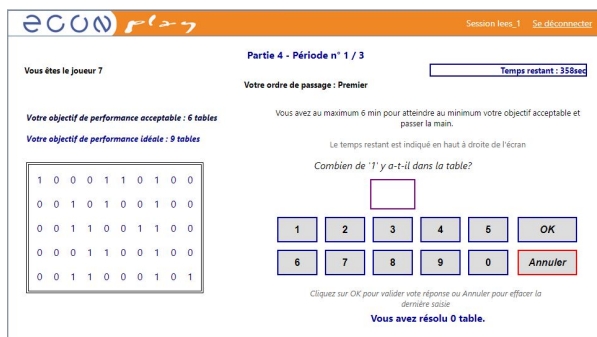 econ play
Session lees_1 Se déconnecter
Partie 4 - Période n° 1 / 3
Vous êtes le joueur 7
Temps restant : 358sec
Votre ordre de passage : Premier
Votre objectif de performance acceptable : 6 tables
Votre objectif de performance idéale : 9 tables
Vous avez au maximum 6 min pour atteindre au minimum votre objectif acceptable et
passer la main.
Le temps restant est indiqué en haut à droite de l'écran
Combien de '1' y a-t-il dans la table?
1 0 0 0 1 1 0 1 0 0
0 0 1 0 1 0 0 1 0 0
0 0 1 1 0 0 1 1 0 0
0 0 0 1 1 0 0 1 0 0
0 0 1 1 0 0 0 1 0 1
1 2 3 4 5 OK
6 7 8 9 0 Annuler
Cliquez sur OK pour valider vote réponse ou Annuler pour effacer la
dernière saisie
Vous avez résolu 0 table.